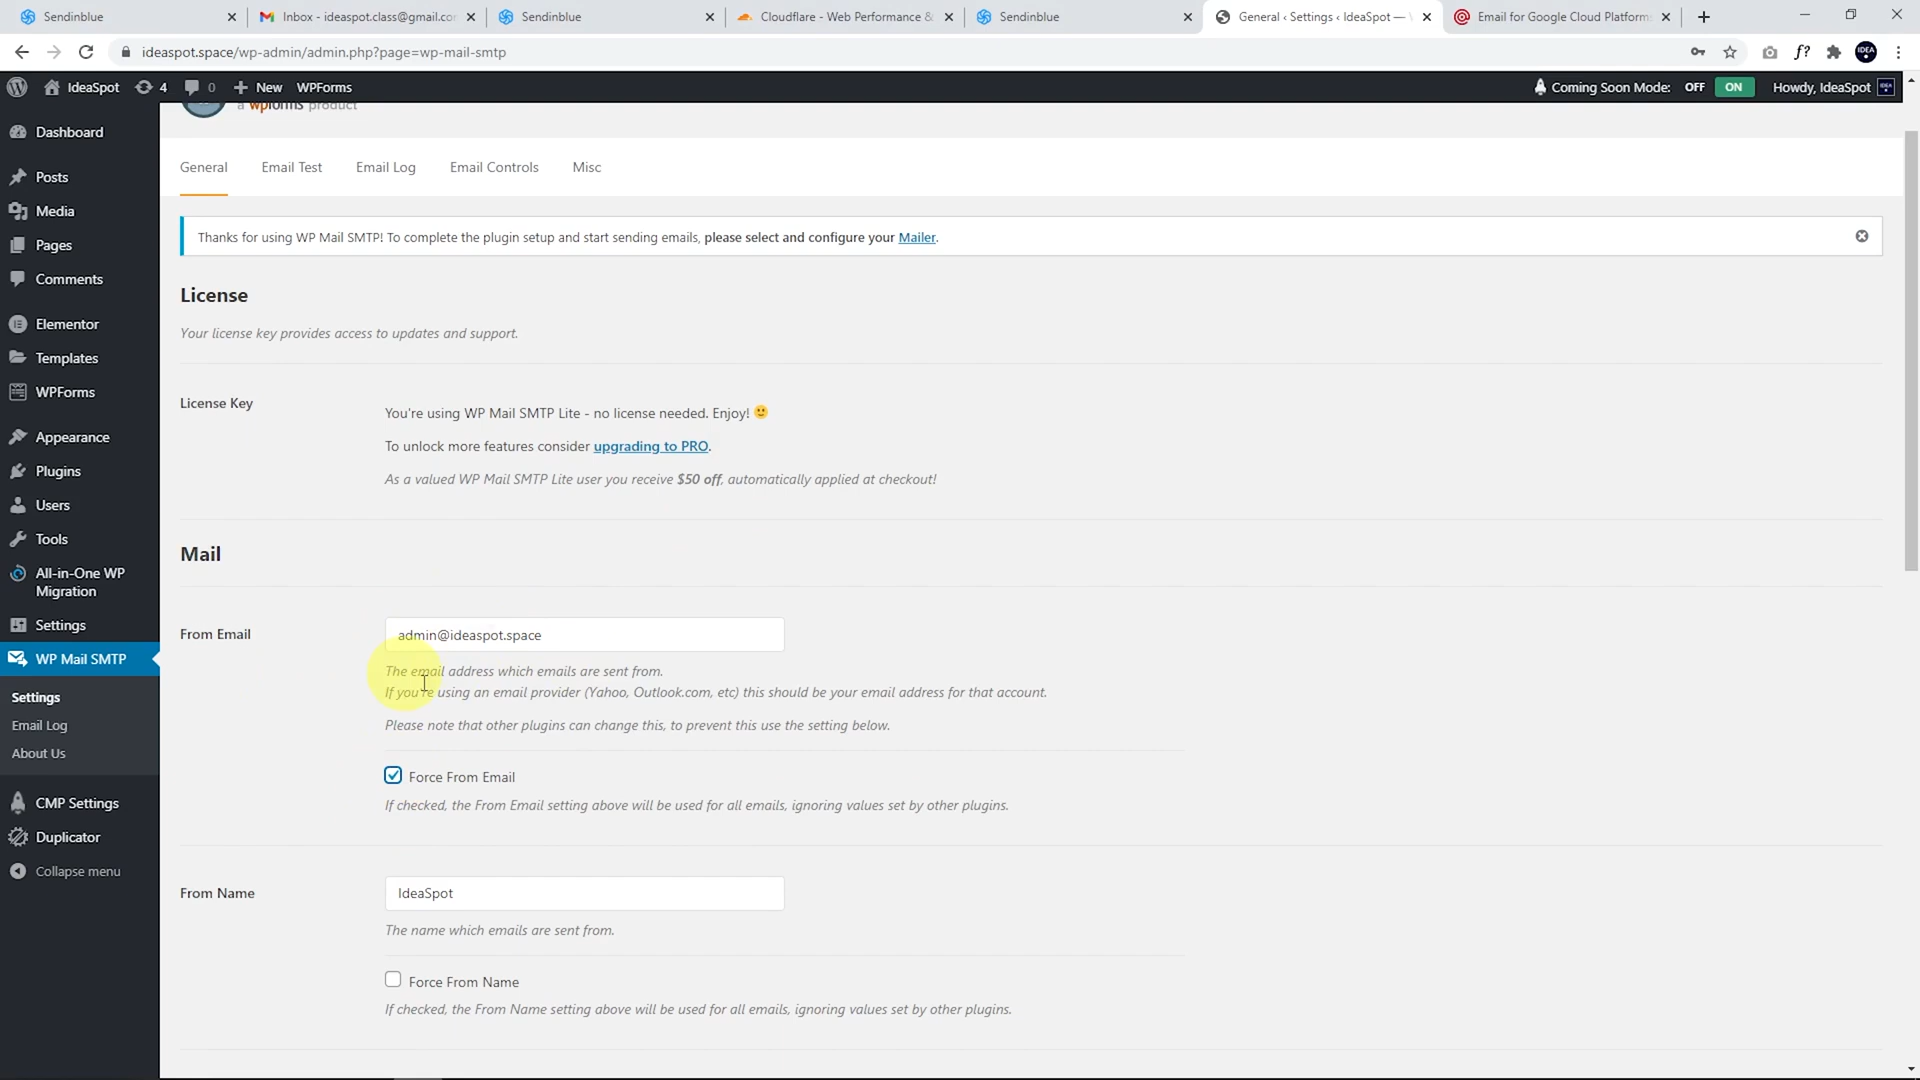 Sendinblue
Inbox - ideaspot.class@gmail.co
Sendinblue
Cloudflare - Web Performance &
Sendinblue
General ‹ Settings ‹ IdeaSpot —
Email for Google Cloud Platform
ideaspot.space/wp-admin/admin.php?page=wp-mail-smtp
f?
IDEA
IdeaSpot
4
0
New
WPForms
Coming Soon Mode:
OFF
ON
Howdy, IdeaSpot
a wpforms product
Dashboard
Posts
Media
Pages
Comments
Elementor
Templates
WPForms
Appearance
Plugins
Users
Tools
All-in-One WP
Migration
Settings
WP Mail SMTP
Settings
Email Log
About Us
CMP Settings
Duplicator
Collapse menu
General
Email Test
Email Log
Email Controls
Misc
Thanks for using WP Mail SMTP! To complete the plugin setup and start sending emails, please select and configure your Mailer.
License
Your license key provides access to updates and support.
License Key
You're using WP Mail SMTP Lite - no license needed. Enjoy! 🙂
To unlock more features consider upgrading to PRO.
As a valued WP Mail SMTP Lite user you receive $50 off, automatically applied at checkout!
Mail
From Email
admin@ideaspot.space
The email address which emails are sent from.
If you're using an email provider (Yahoo, Outlook.com, etc) this should be your email address for that account.
Please note that other plugins can change this, to prevent this use the setting below.
Force From Email
If checked, the From Email setting above will be used for all emails, ignoring values set by other plugins.
From Name
IdeaSpot
The name which emails are sent from.
Force From Name
If checked, the From Name setting above will be used for all emails, ignoring values set by other plugins.